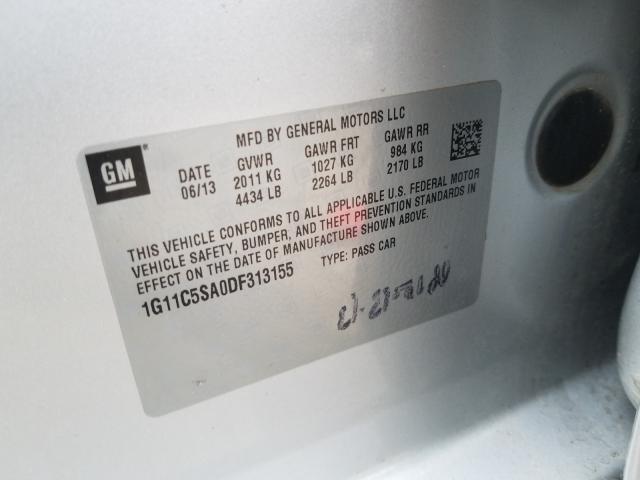 MFD BY GENERAL MOTORS LLC
GM DATE GVWR GAWR FRT GAWR RR
06/13 2011 KG 1027 KG 984 KG
4434 LB 2264 LB 2170 LB
THIS VEHICLE CONFORMS TO ALL APPLICABLE U.S. FEDERAL MOTOR
VEHICLE SAFETY, BUMPER, AND THEFT PREVENTION STANDARDS IN
EFFECT ON THE DATE OF MANUFACTURE SHOWN ABOVE.
1G11C5SA0DF313155 TYPE: PASS CAR